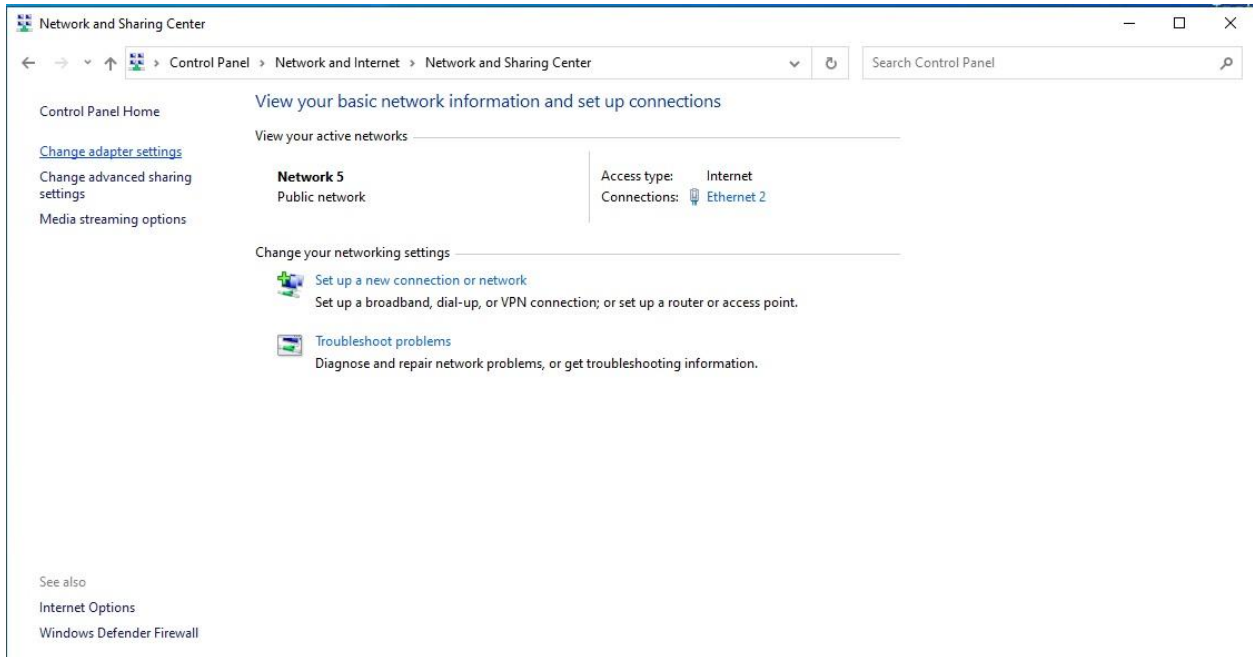 Network and Sharing Center
Control Panel > Network and Internet > Network and Sharing Center
Search Control Panel
Control Panel Home
Change adapter settings
Change advanced sharing
settings
Media streaming options
View your basic network information and set up connections
View your active networks
Network 5
Public network
Access type: Internet
Connections: Ethernet 2
Change your networking settings
Set up a new connection or network
Set up a broadband, dial-up, or VPN connection; or set up a router or access point.
Troubleshoot problems
Diagnose and repair network problems, or get troubleshooting information.
See also
Internet Options
Windows Defender Firewall